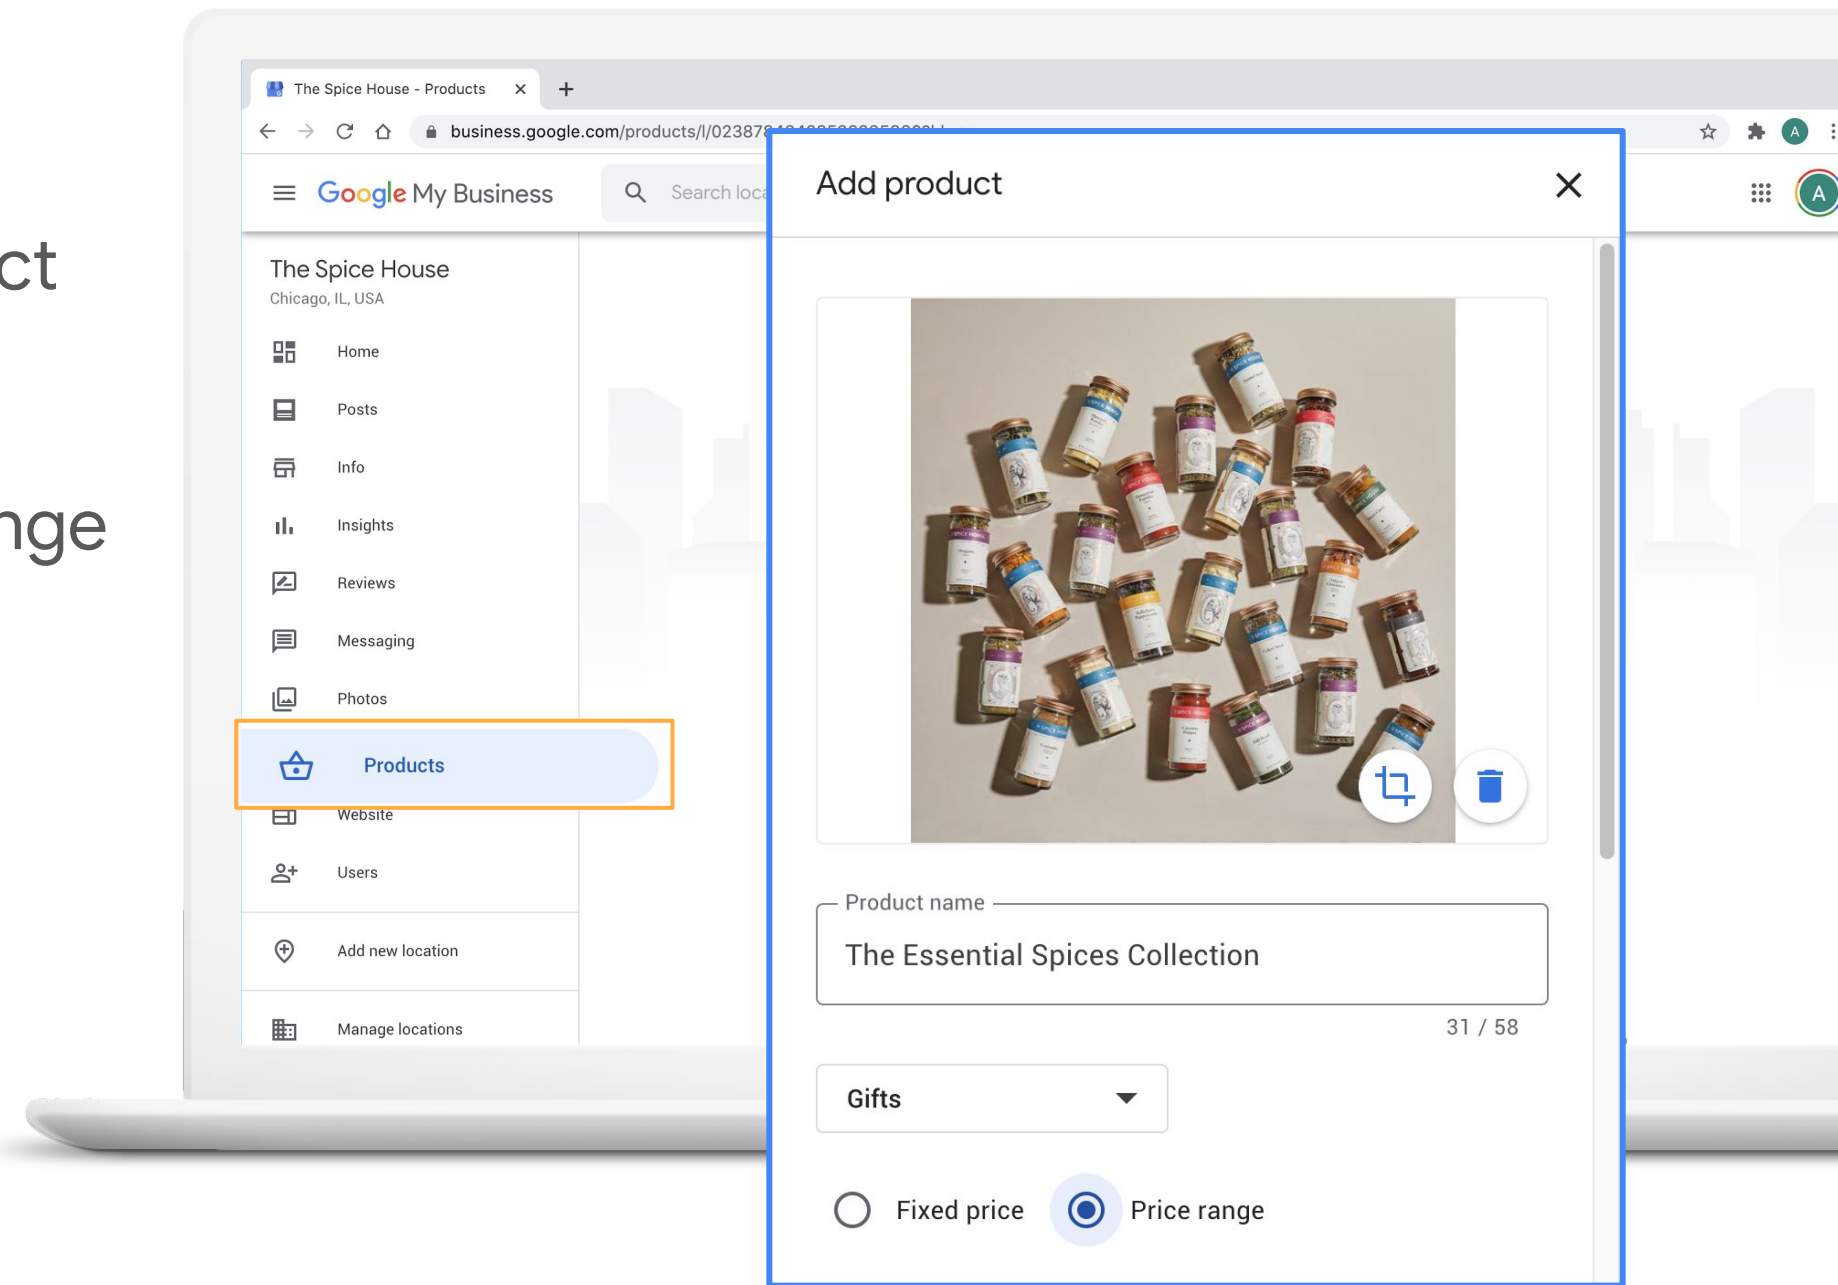 ct
nge
The Spice House - Products
business.google.com/products/l/02387
Google My Business
Search loca
A
A
The Spice House
Chicago, IL, USA
Home
Posts
Info
Insights
Reviews
Messaging
Photos
Products
Website
Users
Add new location
Manage locations
Add product
Product name
The Essential Spices Collection
31 / 58
Gifts
Fixed price
Price range